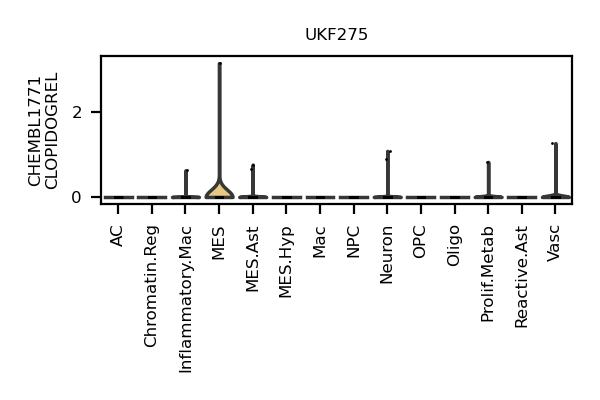 UKF275
CHEMBL1771
CLOPIDOGREL
2
0
AC
Chromatin.Reg
Inflammatory.Mac
MES
MES.Ast
MES.Hyp
Mac
NPC
Neuron
OPC
Oligo
Prolif.Metab
Reactive.Ast
Vasc